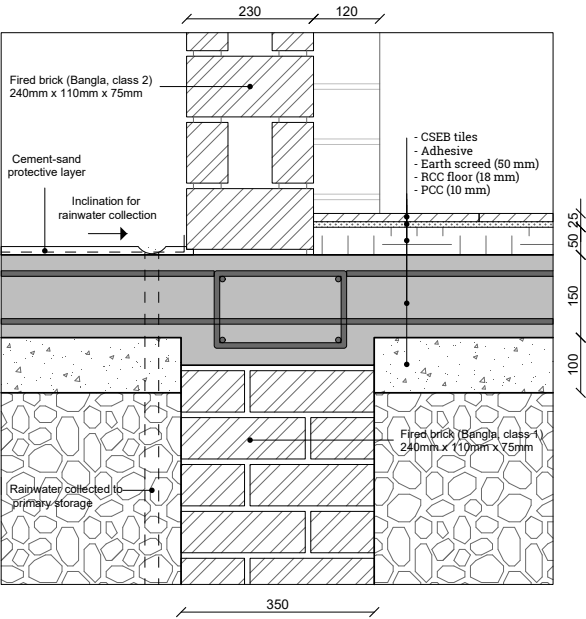 230
120
Fired brick (Bangla, class 2)
240mm x 110mm x 75mm
Cement-sand
protective layer
Inclination for
rainwater collection
- CSEB tiles
- Adhesive
- Earth screed (50 mm)
- RCC floor (18 mm)
- PCC (10 mm)
25
50
150
100
Fired brick (Bangla, class 1)
240mm x 110mm x 75mm
Rainwater collected to
primary storage
350